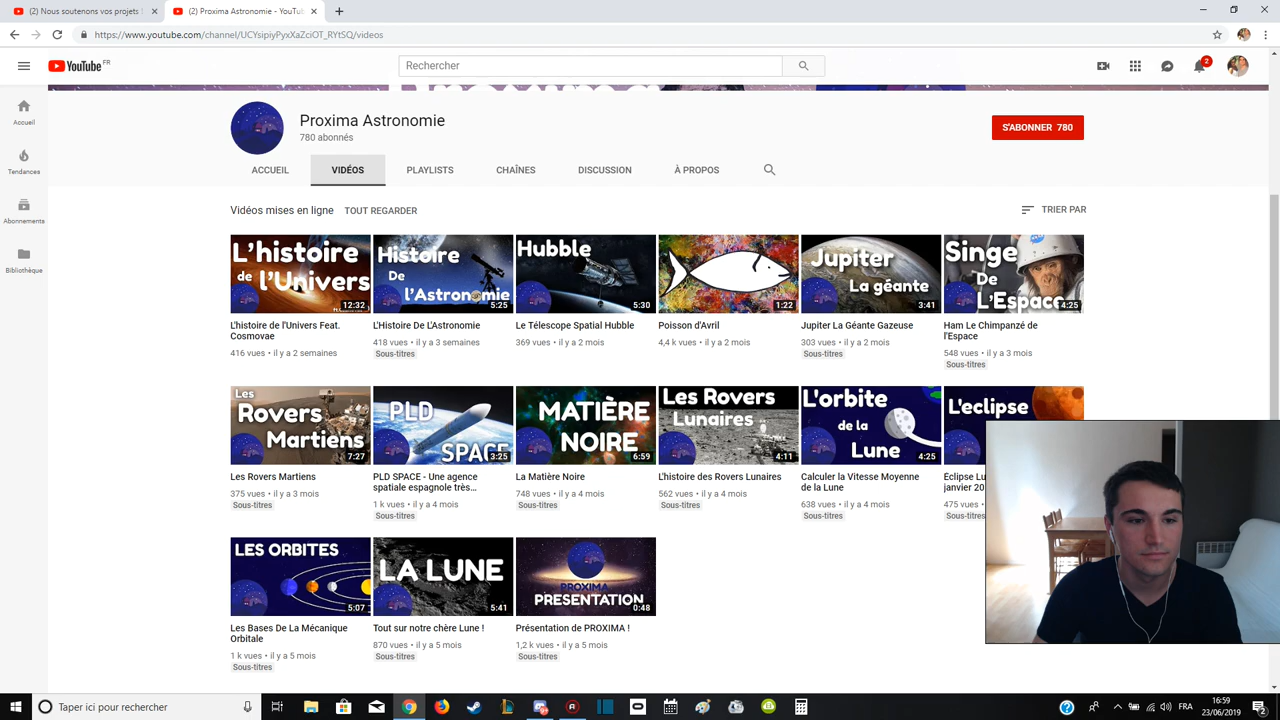 (2) Nous soutenons vos projets !
(2) Proxima Astronomie - YouTu
https://www.youtube.com/channel/UCYsipiyPyxXaZciOT_RYtSQ/videos
YouTube FR
Rechercher
2
Proxima Astronomie
780 abonnés
S'ABONNER 780
Accueil
Tendances
Abonnements
Bibliothèque
ACCUEIL VIDÉOS PLAYLISTS CHAÎNES DISCUSSION À PROPOS
Vidéos mises en ligne TOUT REGARDER
TRIER PAR
L'histoire
de l'Univers
12:32
Histoire
De
l'Astronomie
5:25
Hubble
5:30
1:22
Jupiter
La géante
3:41
Singe
De
L'Espace
4:25
L'histoire de l'Univers Feat.
Cosmovae
416 vues • il y a 2 semaines
L'Histoire De L'Astronomie
418 vues • il y a 3 semaines
Sous-titres
Le Télescope Spatial Hubble
369 vues • il y a 2 mois
Poisson d'Avril
4,4 k vues • il y a 2 mois
Jupiter La Géante Gazeuse
303 vues • il y a 2 mois
Sous-titres
Ham Le Chimpanzé de
l'Espace
548 vues • il y a 3 mois
Sous-titres
Les
Rovers
Martiens
7:27
PLD
SPACE
3:25
MATIÈRE
NOIRE
6:59
Les Rovers
Lunaires
4:11
L'orbite
de la
Lune
4:25
L'eclipse
Les Rovers Martiens
375 vues • il y a 3 mois
Sous-titres
PLD SPACE - Une agence
spatiale espagnole très…
1 k vues • il y a 4 mois
Sous-titres
La Matière Noire
748 vues • il y a 4 mois
Sous-titres
L'histoire des Rovers Lunaires
562 vues • il y a 4 mois
Sous-titres
Calculer la Vitesse Moyenne
de la Lune
638 vues • il y a 4 mois
Sous-titres
Eclipse Lu
janvier 20
475 vues
Sous-titres
LES ORBITES
5:07
LA LUNE
5:41
PROXIMA
PRESENTATION
0:48
Les Bases De La Mécanique
Orbitale
1 k vues • il y a 5 mois
Sous-titres
Tout sur notre chère Lune !
870 vues • il y a 5 mois
Sous-titres
Présentation de PROXIMA !
1,2 k vues • il y a 5 mois
Sous-titres
Taper ici pour rechercher
FRA
16:59
23/06/2019
2